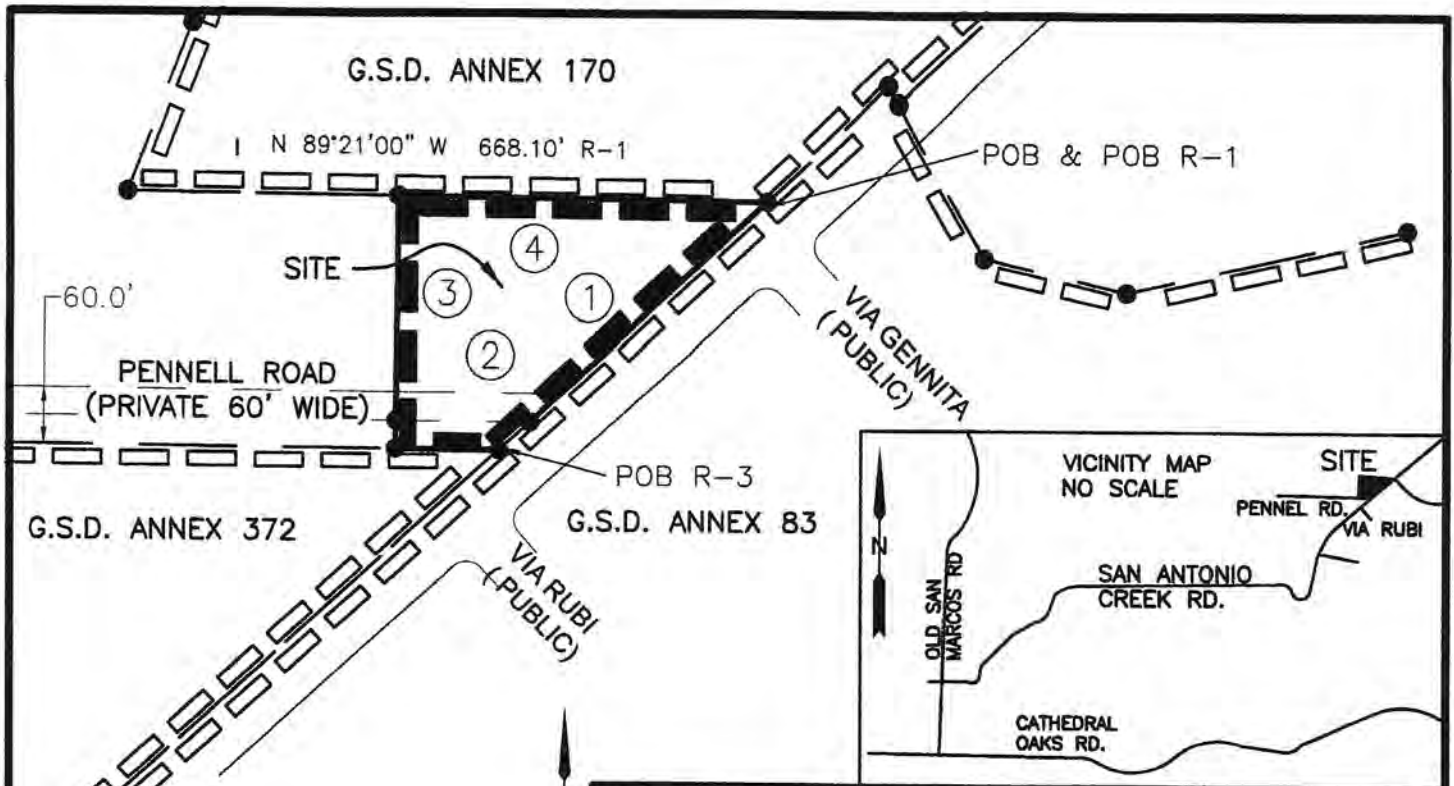 G.S.D. ANNEX 170
N 89°21'00" W 668.10' R-1
POB & POB R-1
SITE
4
3
1
2
60.0'
PENNELL ROAD
(PRIVATE 60' WIDE)
VIA GENNITA
(PUBLIC)
POB R-3
G.S.D. ANNEX 372
G.S.D. ANNEX 83
VIA RUBI
(PUBLIC)
VICINITY MAP
NO SCALE
SITE
PENNEL RD.
VIA RUBI
N
OLD SAN
MARCOS RD
SAN ANTONIO
CREEK RD.
CATHEDRAL
OAKS RD.